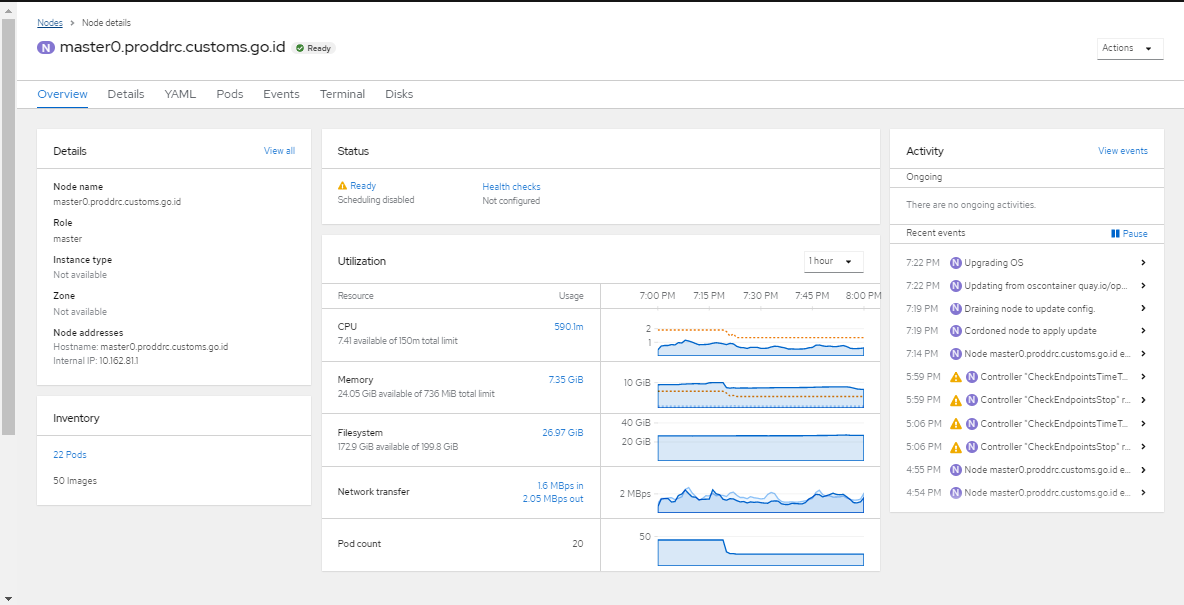 Nodes > Node details
N master0.proddrc.customs.go.id Ready
Actions
Overview Details YAML Pods Events Terminal Disks
Details View all
Node name
master0.proddrc.customs.go.id
Role
master
Instance type
Not available
Zone
Not available
Node addresses
Hostname: master0.proddrc.customs.go.id
Internal IP: 10.162.81.1
Inventory
22 Pods
50 Images
Status
Ready
Scheduling disabled
Health checks
Not configured
Utilization 1 hour
Resource Usage 7:00 PM 7:15 PM 7:30 PM 7:45 PM 8:00 PM
CPU 590.1m
7.41 available of 150m total limit
2
1
Memory 7.35 GiB
24.05 GiB available of 736 MiB total limit
10 GiB
Filesystem 26.97 GiB
172.9 GiB available of 199.8 GiB
40 GiB
20 GiB
Network transfer
1.6 MBps in
2.05 MBps out
2 MBps
Pod count 20
50
Activity View events
Ongoing
There are no ongoing activities.
Recent events Pause
7:22 PM N Upgrading OS
7:22 PM N Updating from oscontainer quay.io/op...
7:19 PM N Draining node to update config.
7:19 PM N Cordoned node to apply update
7:14 PM N Node master0.proddrc.customs.go.id e...
5:59 PM N Controller "CheckEndpointsTimeT...
5:59 PM N Controller "CheckEndpointsStop" r...
5:06 PM N Controller "CheckEndpointsTimeT...
5:06 PM N Controller "CheckEndpointsStop" r...
4:55 PM N Node master0.proddrc.customs.go.id e...
4:54 PM N Node master0.proddrc.customs.go.id e...